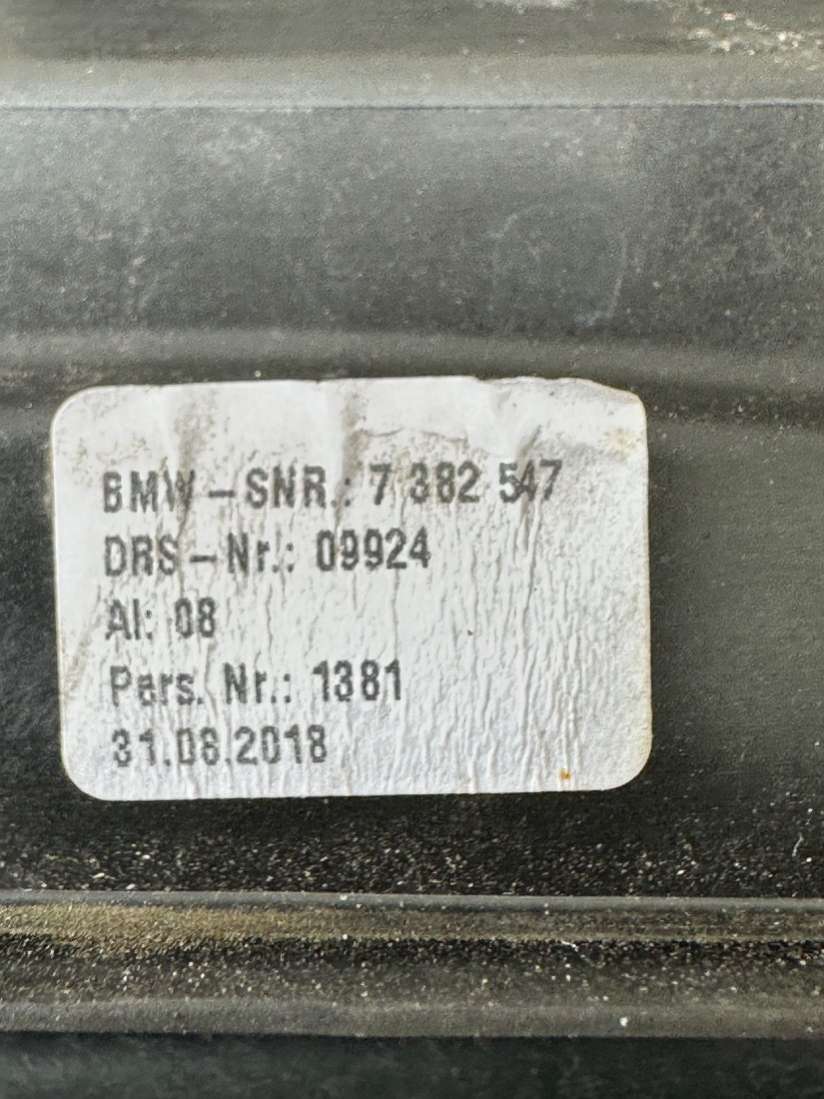 BMW-SNR.: 7 382 547
DRS-Nr.: 09924
AI: 08
Pers. Nr.: 1381
31.08.2018